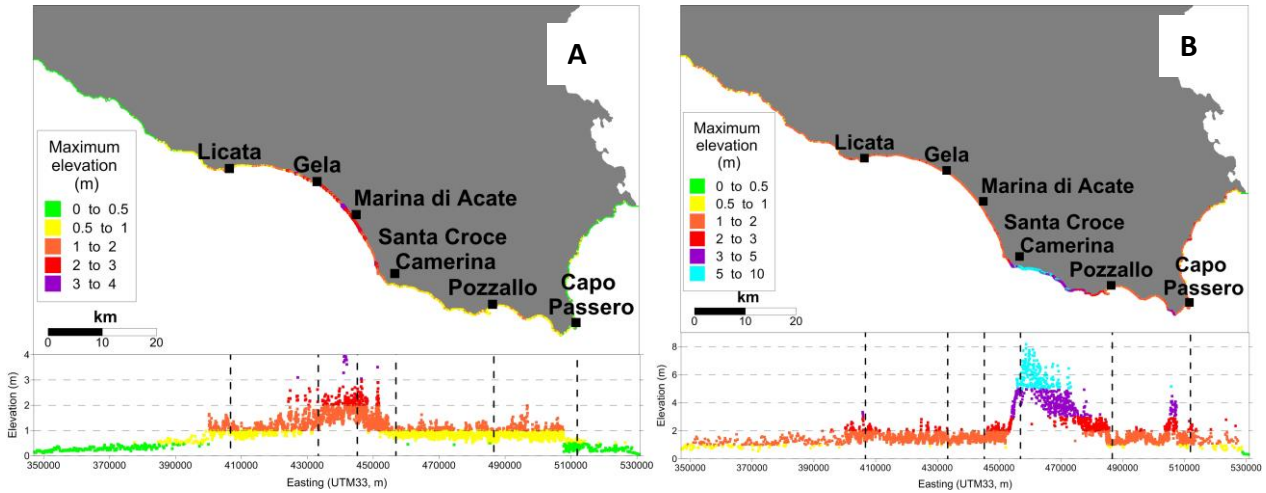 A
Licata
Gela
Marina di Acate
Santa Croce
Camerina
Pozzallo
Capo
Passero
Maximum
elevation
(m)
0 to 0.5
0.5 to 1
1 to 2
2 to 3
3 to 4
km
0 10 20
Elevation (m)
4
3
2
1
0
350000 370000 390000 410000 430000 450000 470000 490000 510000 530000
Easting (UTM33, m)
B
Licata
Gela
Marina di Acate
Santa Croce
Camerina
Pozzallo
Capo
Passero
Maximum
elevation
(m)
0 to 0.5
0.5 to 1
1 to 2
2 to 3
3 to 5
5 to 10
km
0 10 20
Elevation (m)
8
6
4
2
0
350000 370000 390000 410000 430000 450000 470000 490000 510000 530000
Easting (UTM33, m)